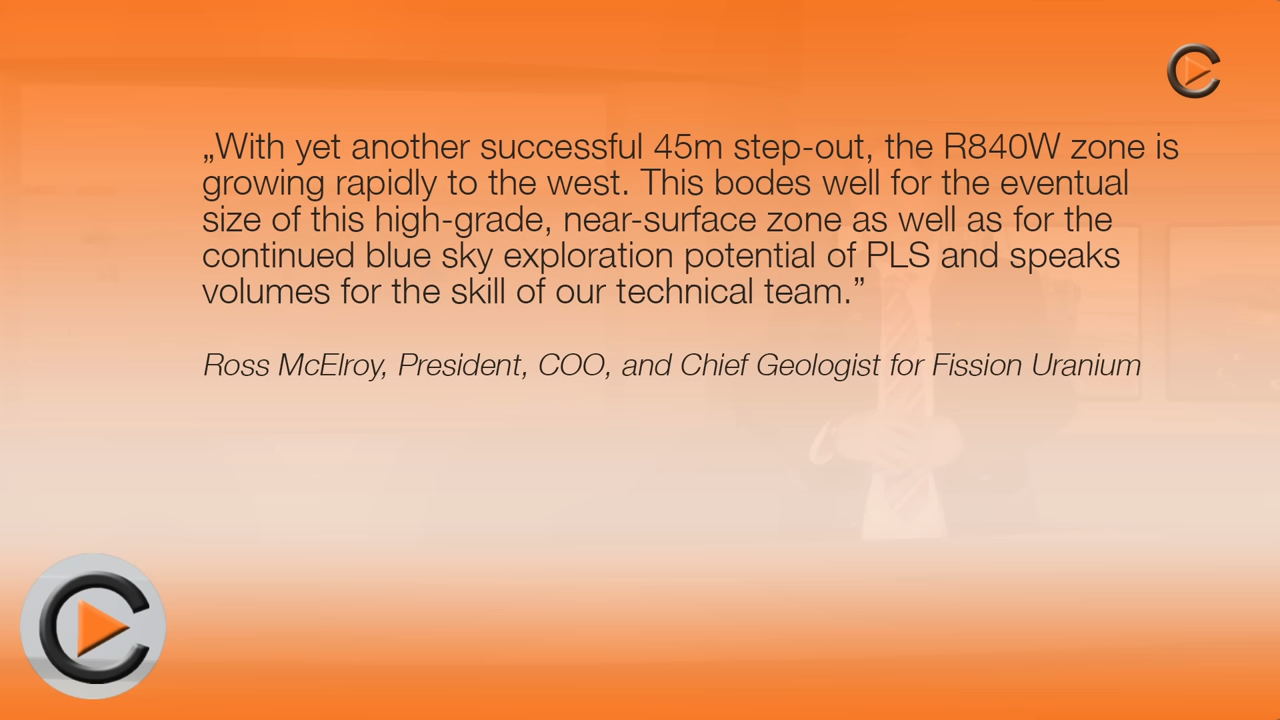 „With yet another successful 45m step-out, the R840W zone is
growing rapidly to the west. This bodes well for the eventual
size of this high-grade, near-surface zone as well as for the
continued blue sky exploration potential of PLS and speaks
volumes for the skill of our technical team.”
Ross McElroy, President, COO, and Chief Geologist for Fission Uranium